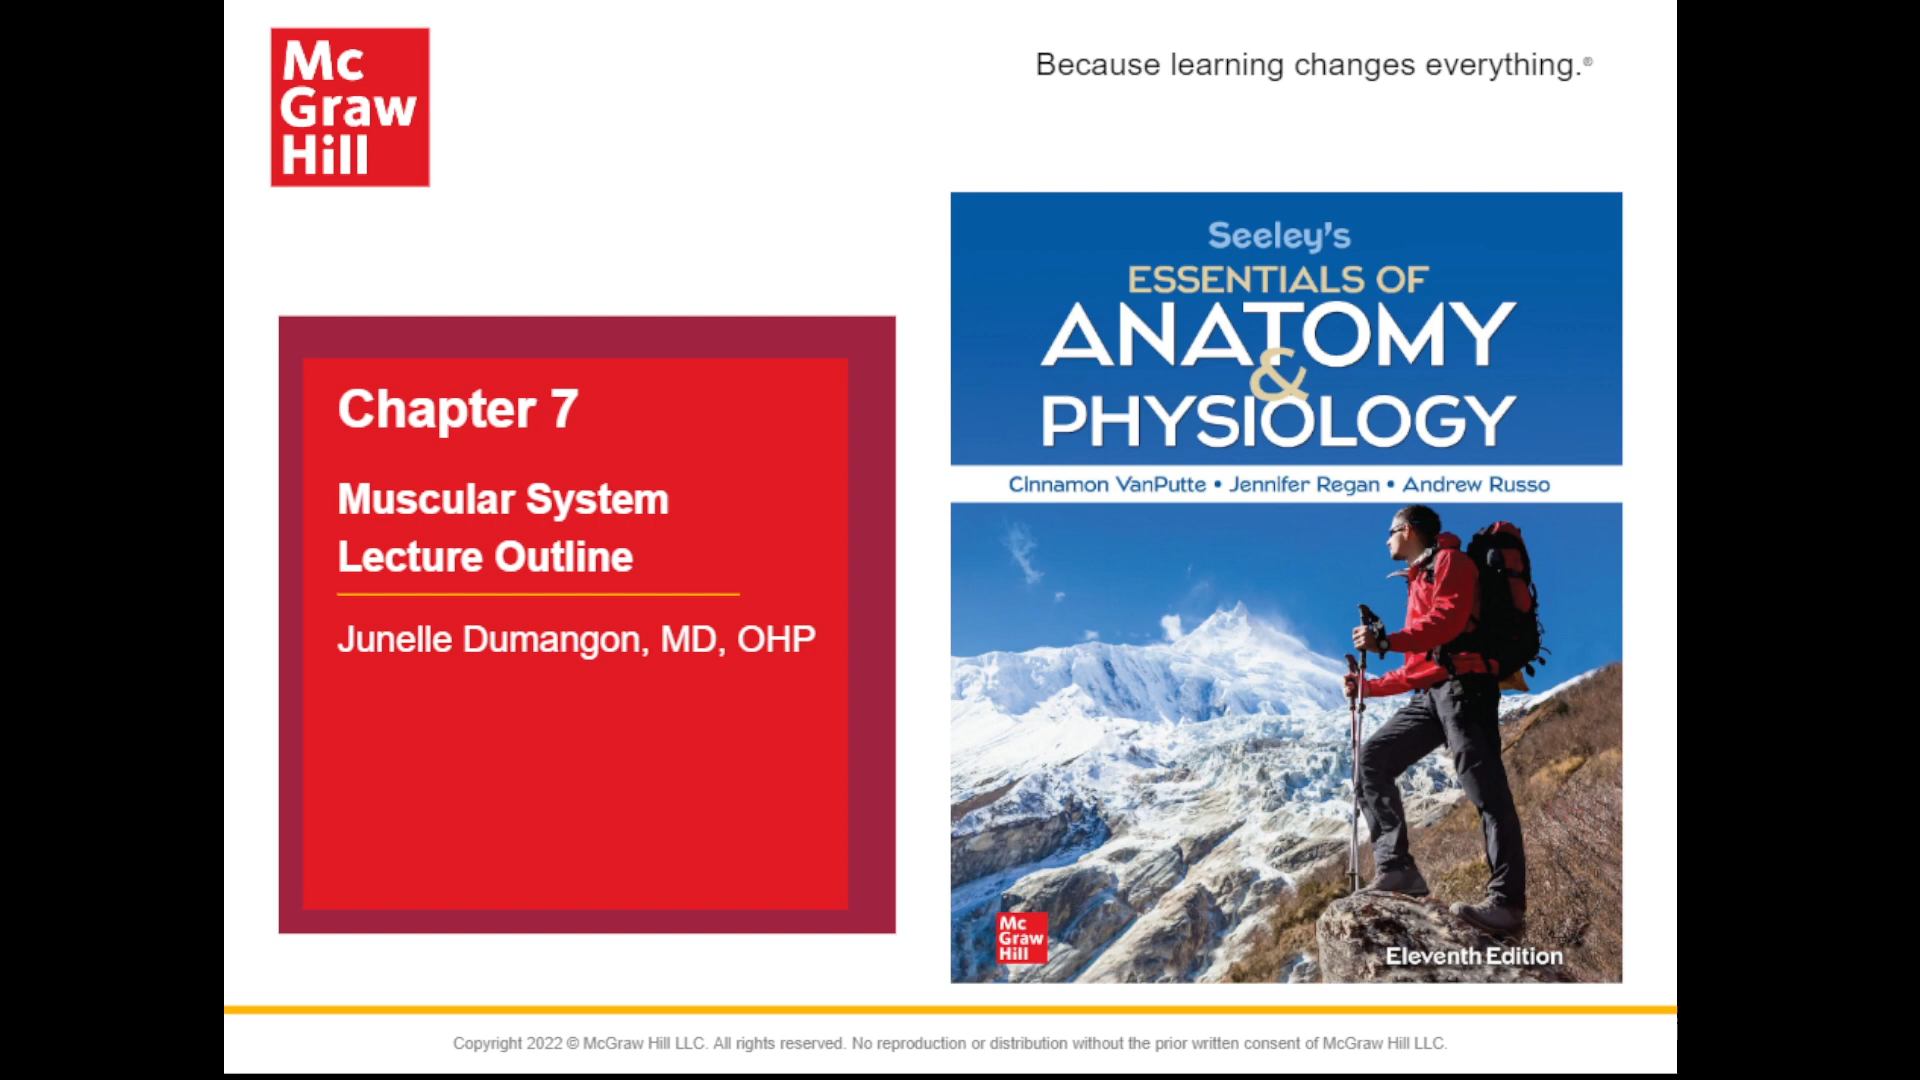 Mc
Graw
Hill
Because learning changes everything.®
Chapter 7
Muscular System
Lecture Outline
Junelle Dumangon, MD, OHP
Seeley's
ESSENTIALS OF
ANATOMY
&
PHYSIOLOGY
Cinnamon VanPutte • Jennifer Regan • Andrew Russo
Mc
Graw
Hill
Eleventh Edition
Copyright 2022 © McGraw Hill LLC. All rights reserved. No reproduction or distribution without the prior written consent of McGraw Hill LLC.